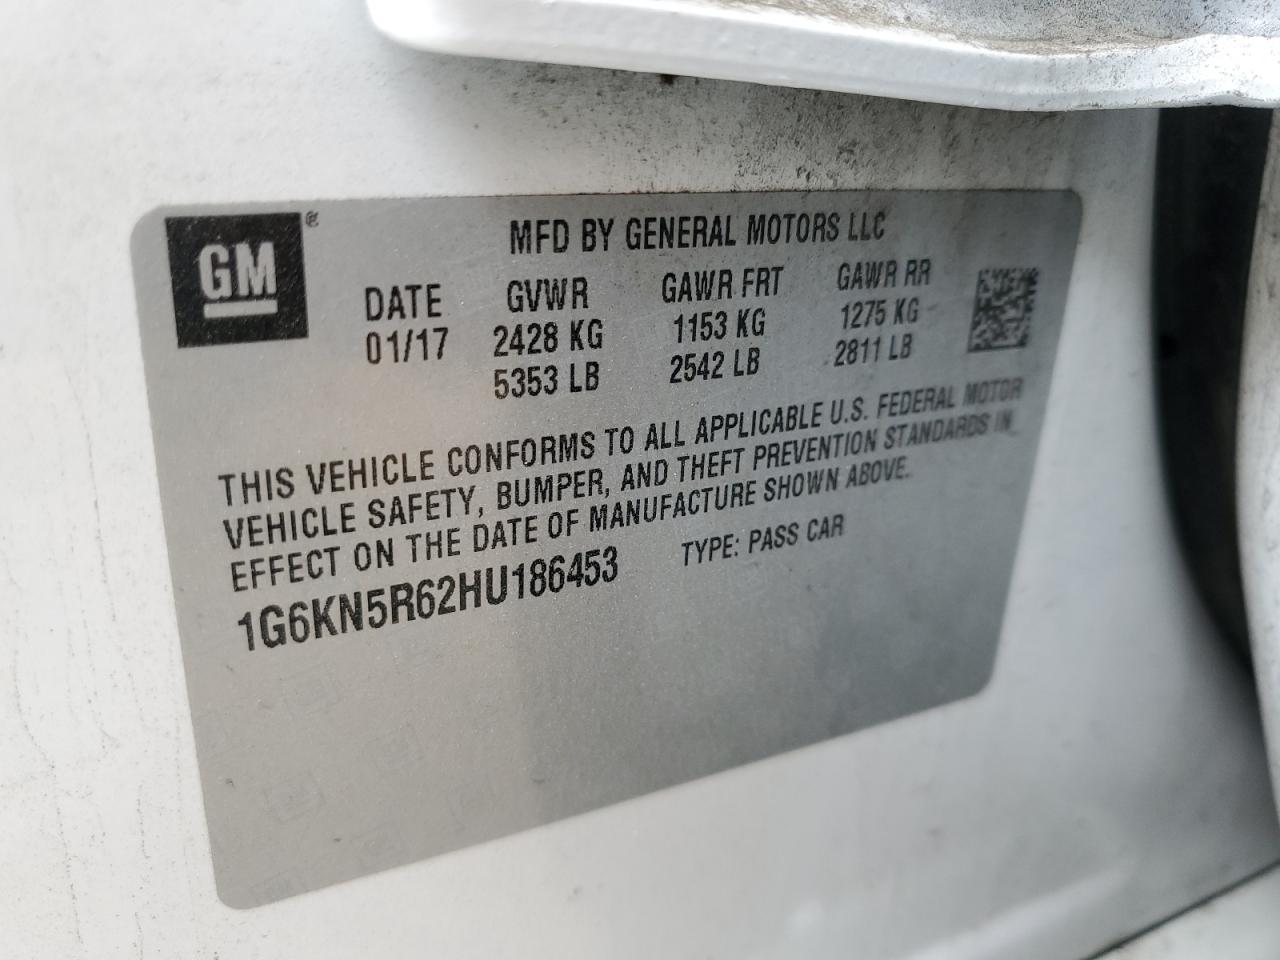 GM ®
MFD BY GENERAL MOTORS LLC
DATE GVWR GAWR FRT GAWR RR
01/17 2428 KG 1153 KG 1275 KG
5353 LB 2542 LB 2811 LB
THIS VEHICLE CONFORMS TO ALL APPLICABLE U.S. FEDERAL MOTOR
VEHICLE SAFETY, BUMPER, AND THEFT PREVENTION STANDARDS IN
EFFECT ON THE DATE OF MANUFACTURE SHOWN ABOVE.
1G6KN5R62HU186453 TYPE: PASS CAR